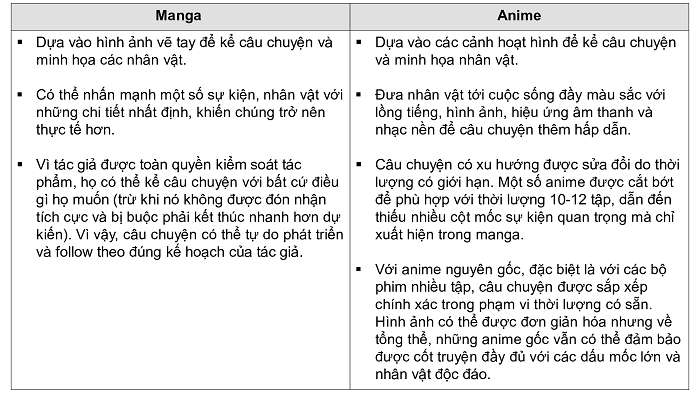 Manga
Anime
▪ Dựa vào hình ảnh vẽ tay để kể câu chuyện và
minh họa các nhân vật.
▪ Có thể nhấn mạnh một số sự kiện, nhân vật với
những chi tiết nhất định, khiến chúng trở nên
thực tế hơn.
▪ Vì tác giả được toàn quyền kiểm soát tác
phẩm, họ có thể kể câu chuyện với bất cứ điều
gì họ muốn (trừ khi nó không được đón nhận
tích cực và bị buộc phải kết thúc nhanh hơn dự
kiến). Vì vậy, câu chuyện có thể tự do phát triển
và follow theo đúng kế hoạch của tác giả.
▪ Dựa vào các cảnh hoạt hình để kể câu chuyện
và minh họa nhân vật.
▪ Đưa nhân vật tới cuộc sống đầy màu sắc với
lồng tiếng, hình ảnh, hiệu ứng âm thanh và
nhạc nền để câu chuyện thêm hấp dẫn.
▪ Câu chuyện có xu hướng được sửa đổi do thời
lượng có giới hạn. Một số anime được cắt bớt
để phù hợp với thời lượng 10-12 tập, dẫn đến
thiếu nhiều cột mốc sự kiện quan trọng mà chỉ
xuất hiện trong manga.
▪ Với anime nguyên gốc, đặc biệt là với các bộ
phim nhiều tập, câu chuyện được sắp xếp
chính xác trong phạm vi thời lượng có sẵn.
Hình ảnh có thể được đơn giản hóa nhưng về
tổng thể, những anime gốc vẫn có thể đảm bảo
được cốt truyện đầy đủ với các dấu mốc lớn và
nhân vật độc đáo.